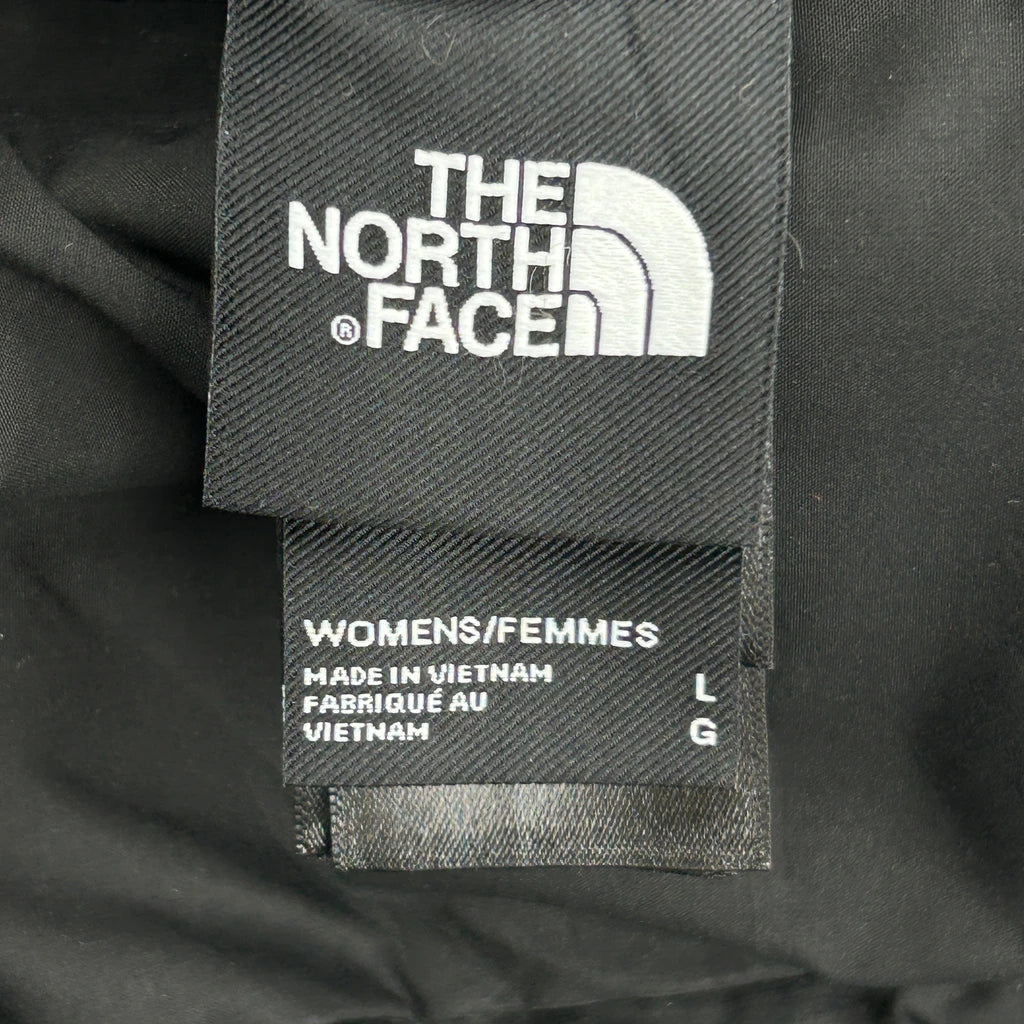 THE
NORTH
®FACE
WOMENS/FEMMES
MADE IN VIETNAM
FABRIQUÉ AU
VIETNAM
L
G